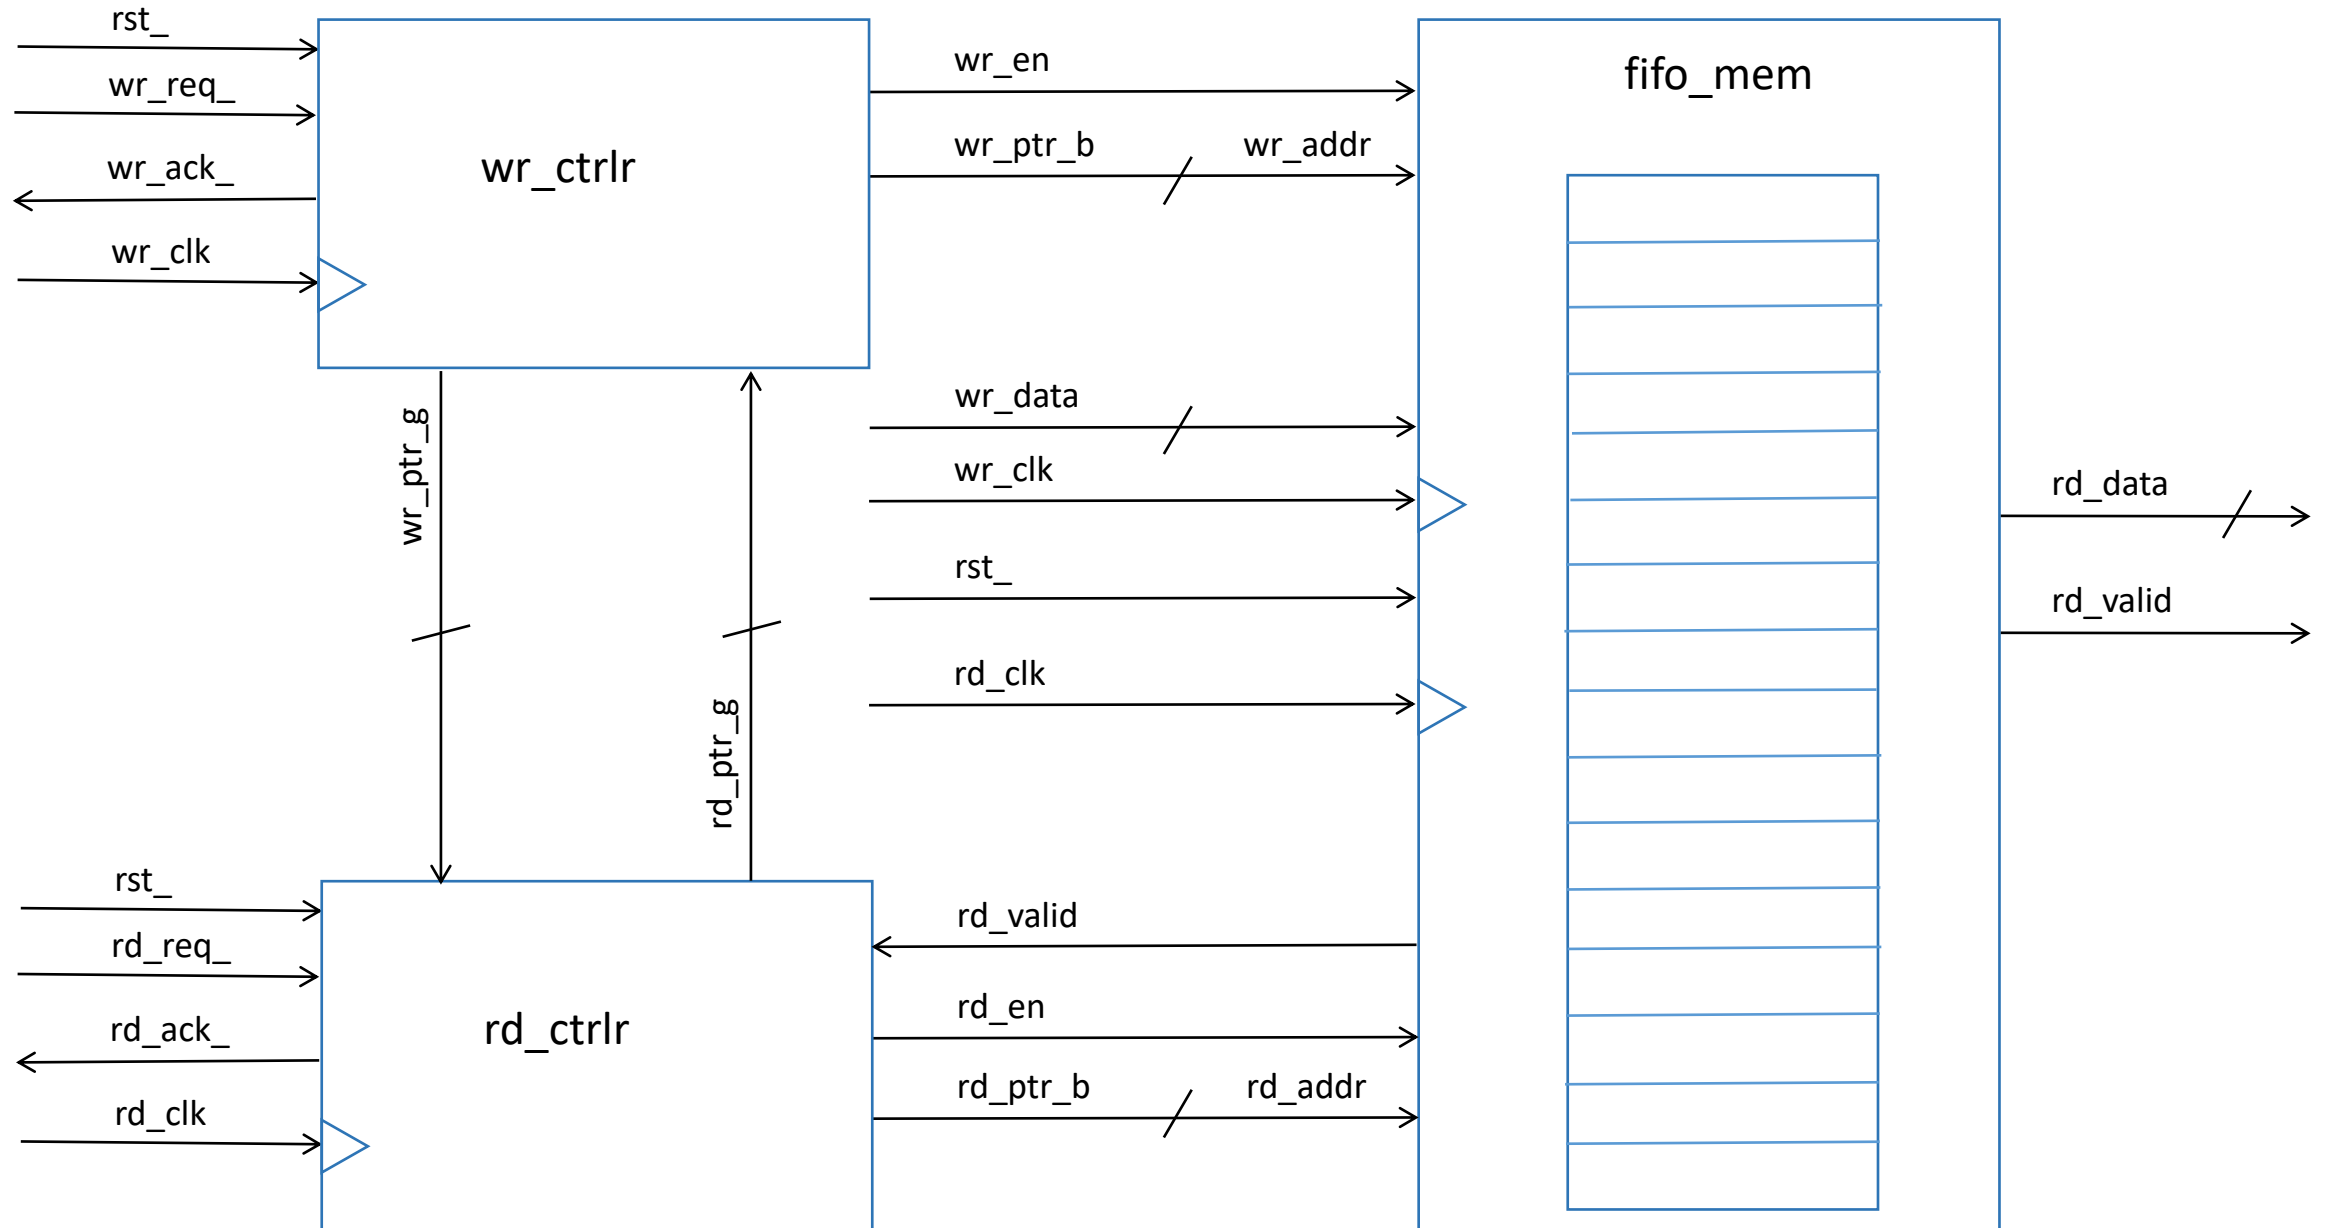 rst_
wr_req_
wr_ack_
wr_clk
wr_ctrlr
wr_en
wr_ptr_b
wr_addr
fifo_mem
wr_data
wr_clk
rst_
rd_clk
wr_ptr_g
rd_ptr_g
rd_data
rd_valid
rst_
rd_req_
rd_ack_
rd_clk
rd_ctrlr
rd_valid
rd_en
rd_ptr_b
rd_addr